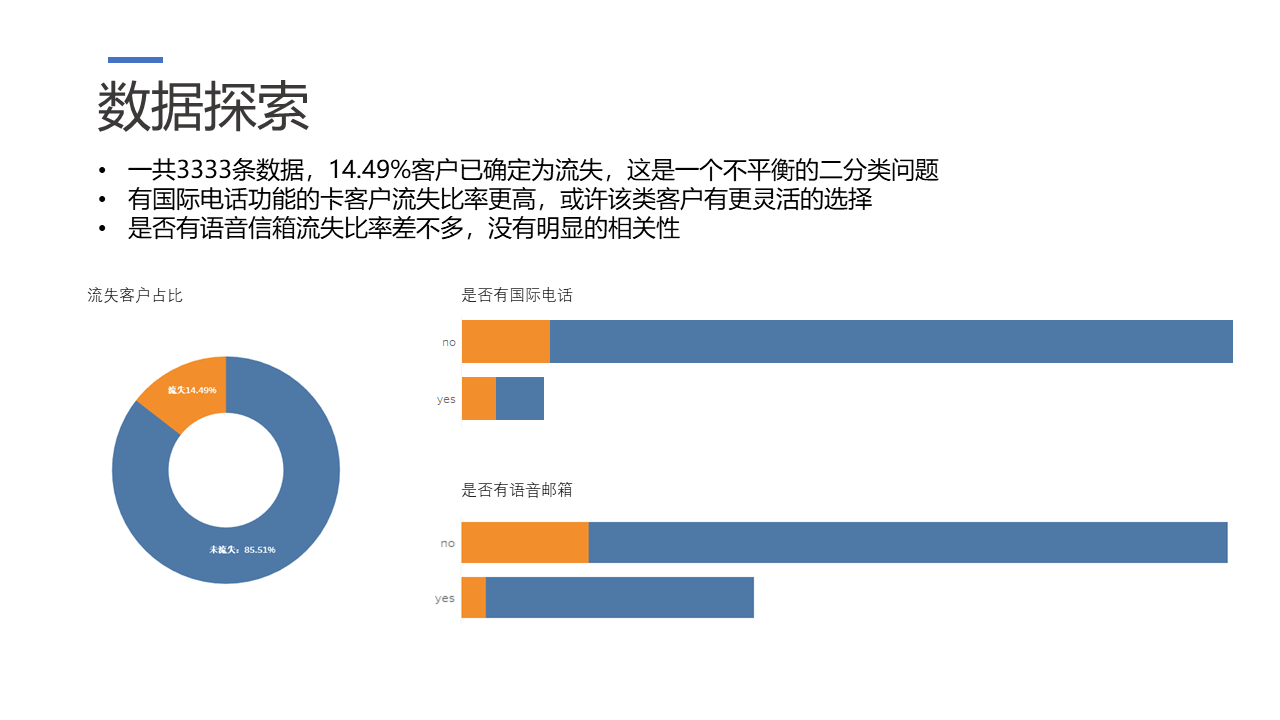 数据探索
• 一共3333条数据，14.49%客户已确定为流失，这是一个不平衡的二分类问题
• 有国际电话功能的卡客户流失比率更高，或许该类客户有更灵活的选择
• 是否有语音信箱流失比率差不多，没有明显的相关性
流失客户占比
流失14.49%
未流失：85.51%
是否有国际电话
no
yes
是否有语音邮箱
no
yes